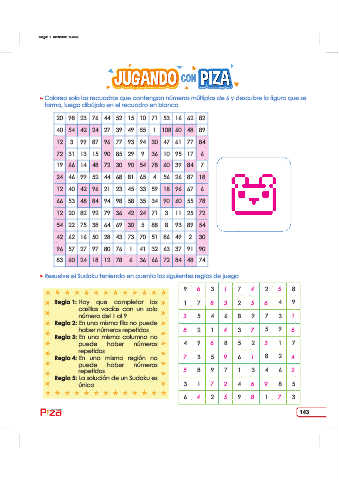 JUGANDO CON PIZA
Colorea solo los recuadros que contengan números múltiplos de 6 y descubre la figura que se
forma, luego dibújala en el recuadro en blanco
20 98 23 76 44 52 15 10 71 53 16 62 82
40 54 42 24 27 39 49 55 1 108 60 48 89
12 3 99 87 96 77 93 94 30 47 61 77 84
72 51 13 15 90 85 29 9 36 10 95 17 6
19 66 14 48 72 30 90 54 78 60 39 84 7
24 46 99 52 44 68 81 65 4 56 26 87 18
12 40 42 96 21 23 45 33 59 18 96 67 6
66 53 48 84 94 98 58 35 34 90 60 55 78
12 20 82 92 79 36 42 24 71 3 11 25 72
54 22 75 38 64 69 30 5 88 8 93 89 54
42 62 16 50 28 43 73 70 51 86 49 2 30
96 57 27 97 80 76 1 41 32 63 37 91 90
83 60 24 18 12 78 6 36 66 72 84 48 74
Resuelve el Sudoku teniendo en cuenta las siguientes reglas de juego
Regla 1: Hay que completar las
casillas vacías con un solo
número del 1 al 9
Regla 2: En una misma fila no puede
haber números repetidos
Regla 3: En una misma columna no
puede haber números
repetidos
Regla 4: En una misma región no
puede haber números
repetidos
Regla 5: La solución de un Sudoku es
única
9 6 3 1 7 4 2 5 8
1 7 8 3 2 5 6 4 9
2 5 4 6 8 9 7 3 1
8 2 1 4 3 7 5 9 6
4 9 6 8 5 2 3 1 7
7 3 5 9 6 1 8 2 4
5 8 9 7 1 3 4 6 2
3 1 7 2 4 6 9 8 5
6 4 2 5 9 8 1 7 3
PIZA
143